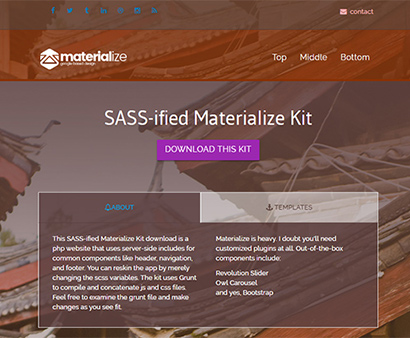 contact
materialize
google based design
Top Middle Bottom
SASS-ified Materialize Kit
DOWNLOAD THIS KIT
ABOUT
TEMPLATES
This SASS-ified Materialize Kit download is a
php website that uses server-side includes for
common components like header, navigation,
and footer. You can reskin the app by merely
changing the scss variables. The kit uses Grunt
to compile and concatenate js and css files.
Feel free to examine the grunt file and make
changes as you see fit.
Materialize is heavy. I doubt you'll need
customized plugins at all. Out-of-the-box
components include:
Revolution Slider
Owl Carousel
and yes, Bootstrap